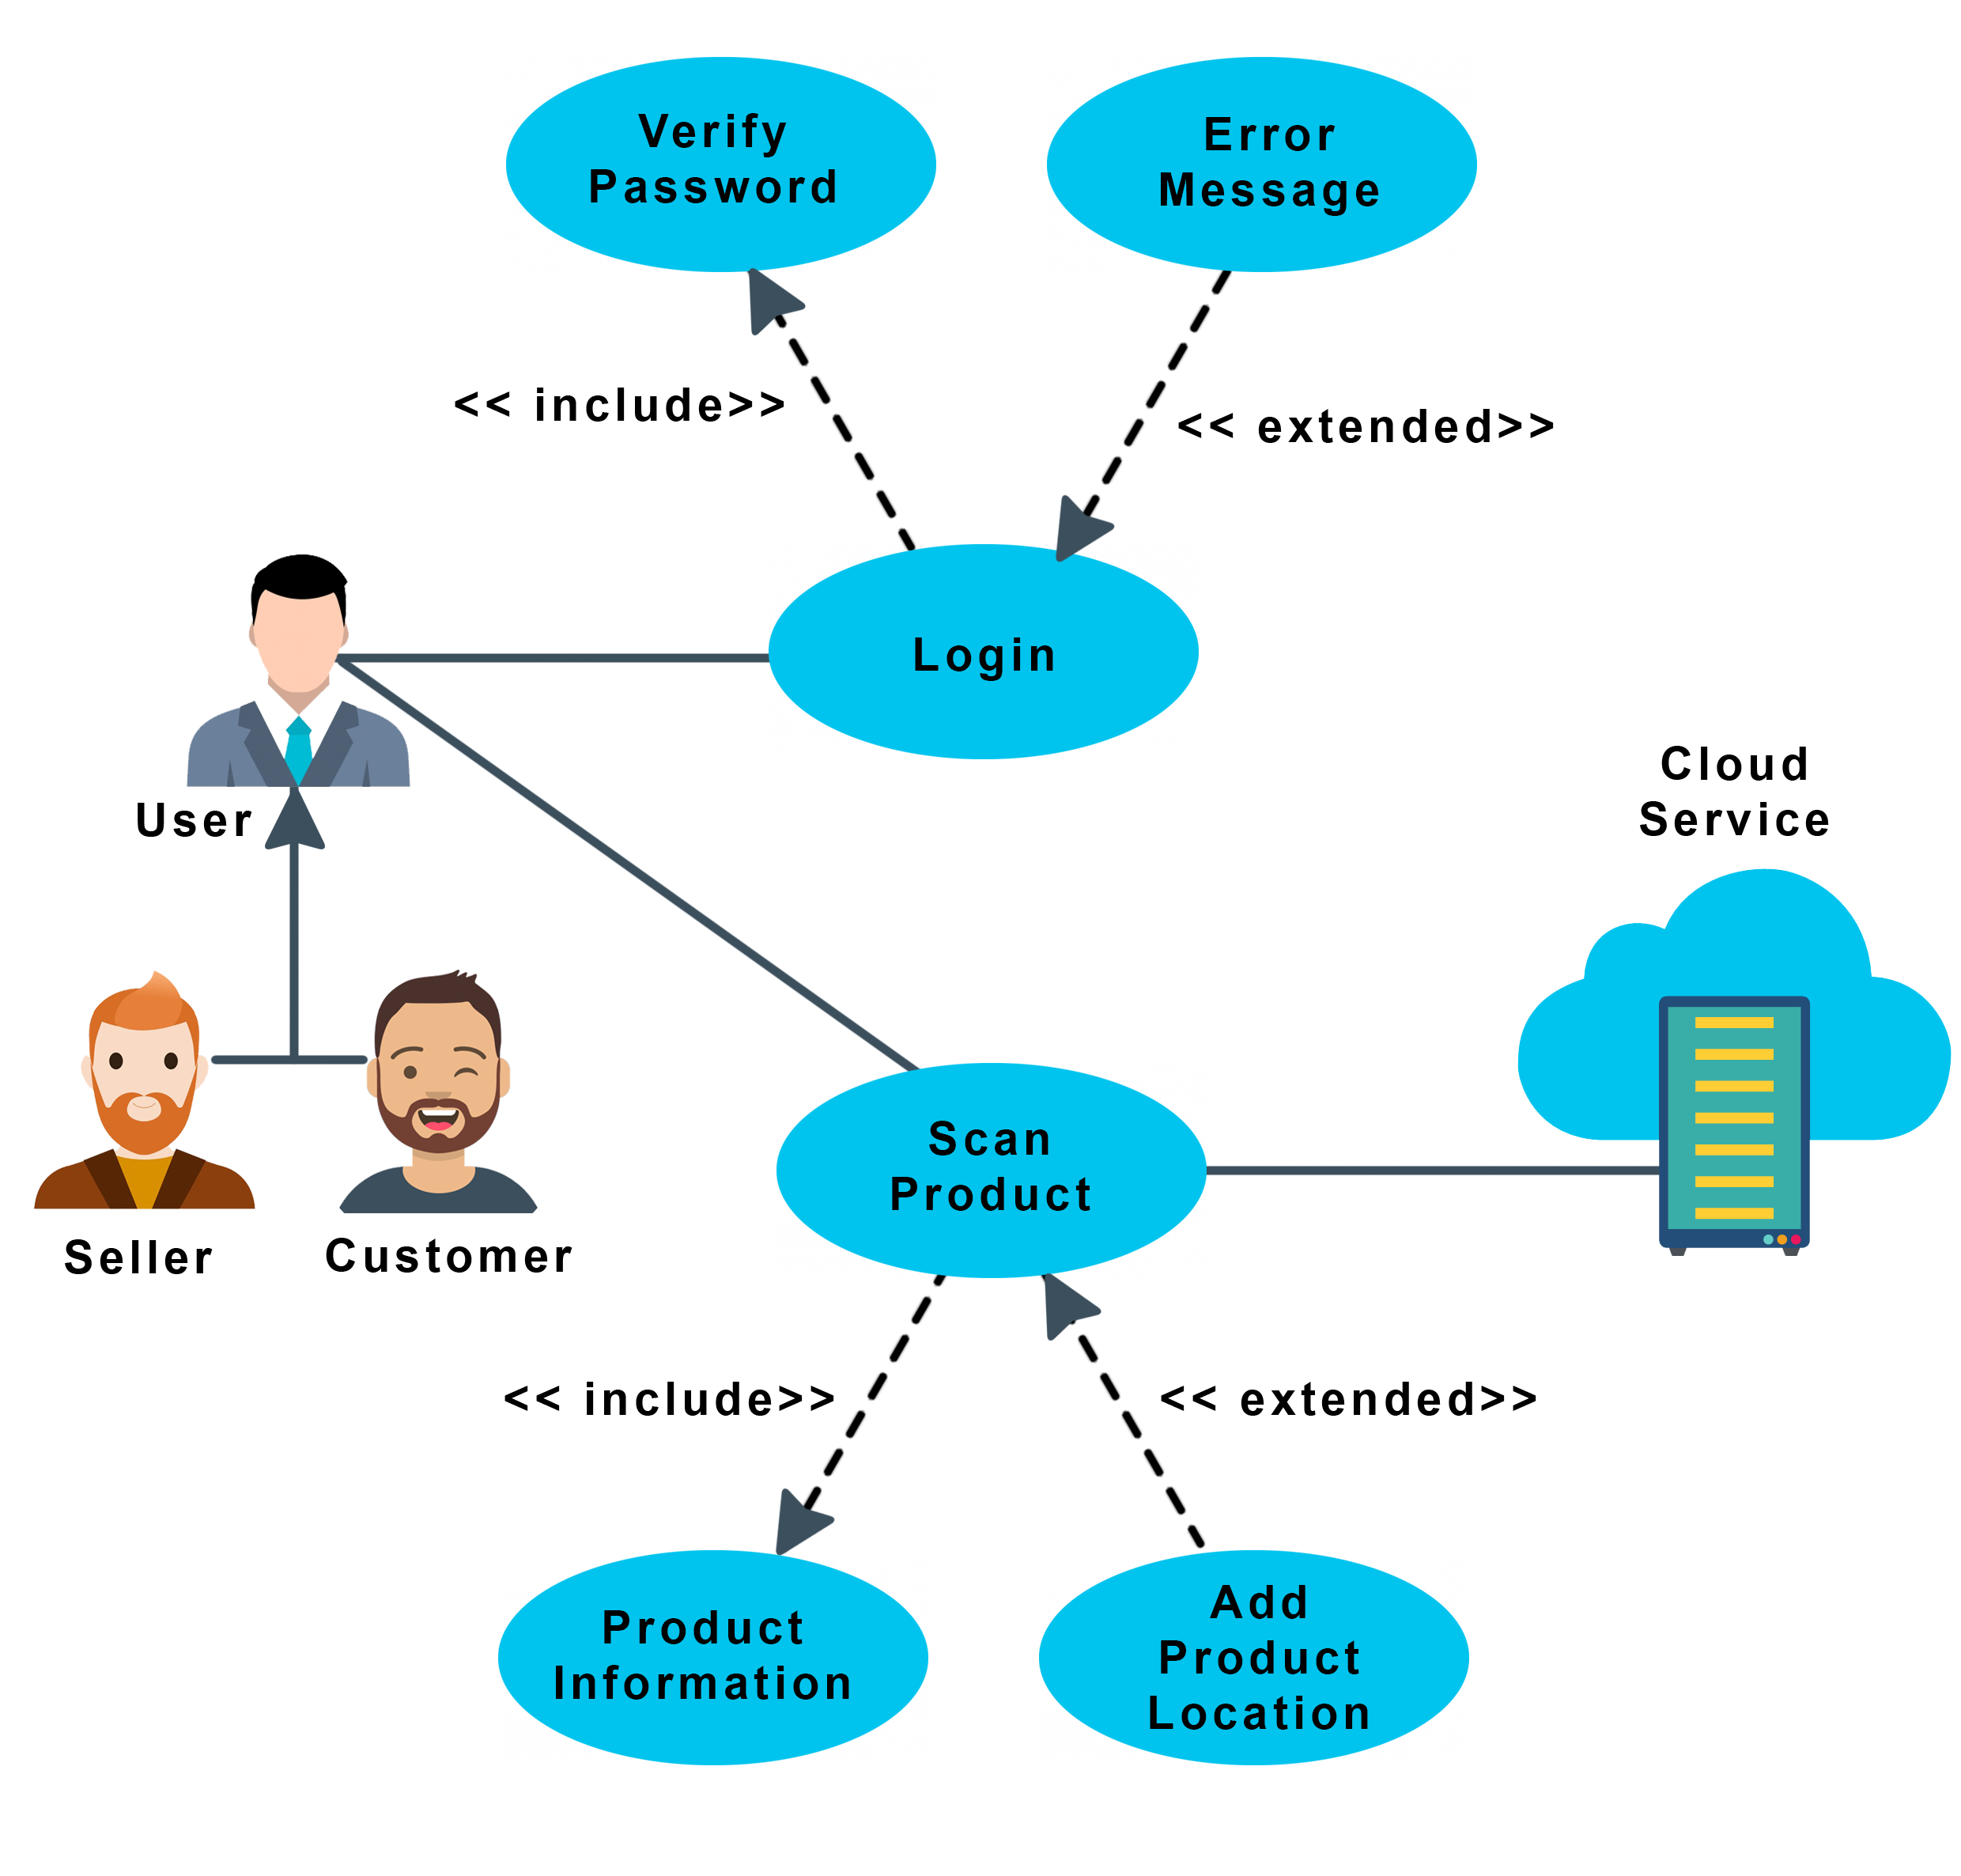 Verify
Password
Error
Message
<< include>>
<< extended>>
Login
User
Cloud
Service
Seller
Customer
Scan
Product
<< include>>
<< extended>>
Product
Information
Add
Product
Location